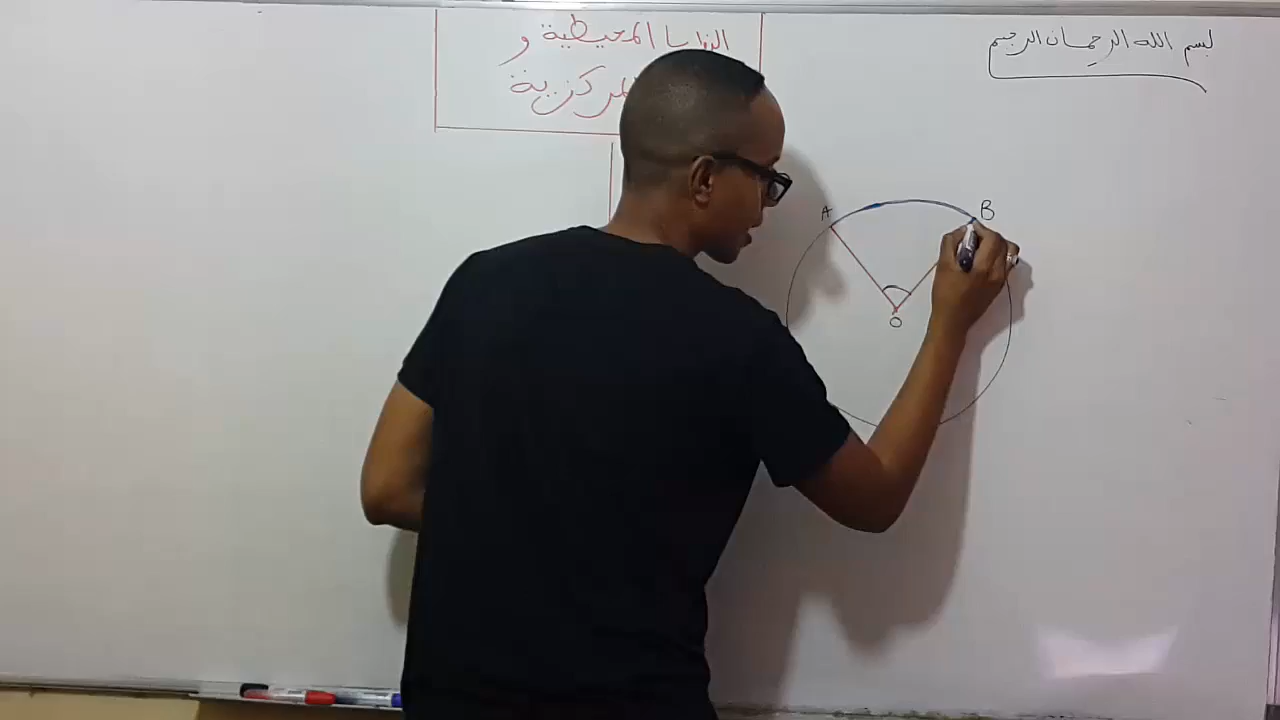 بسم الله الرحمان الرحيم
الزوايا المحيطية و
المركزية
A
B
O